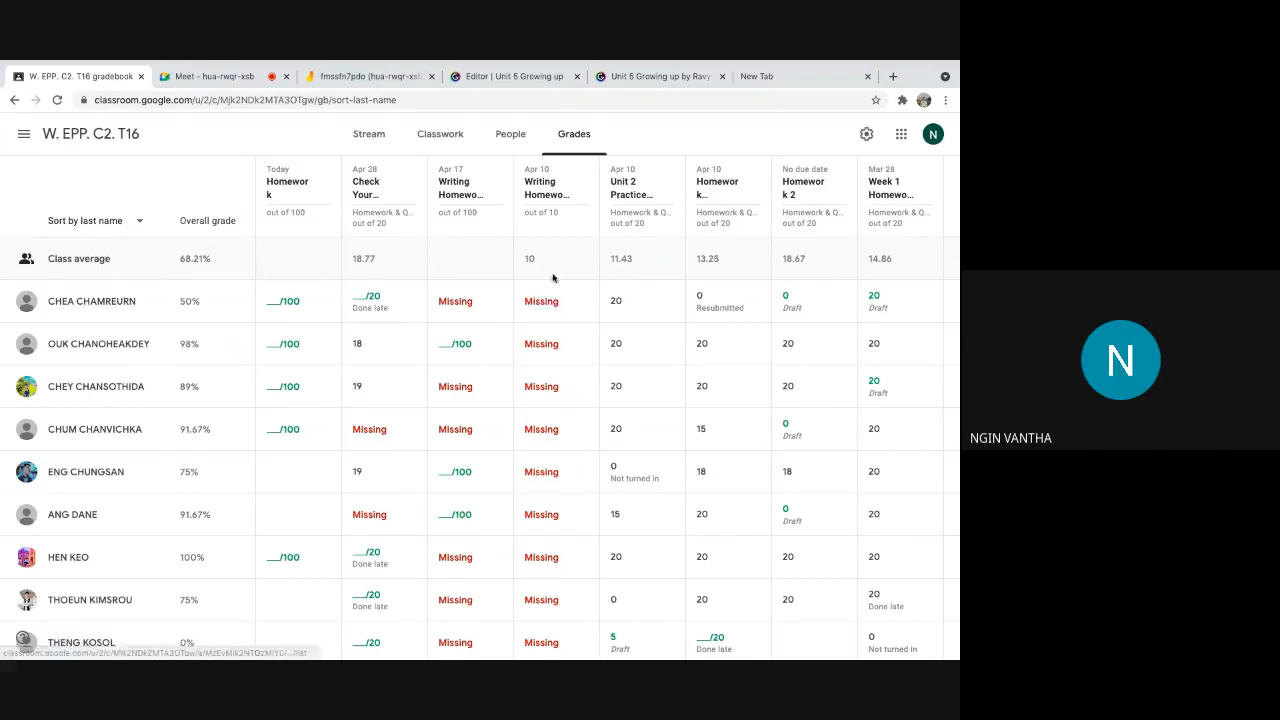 W. EPP. C2. T16 gradebook
Meet - hua-rwqr-xsb
fmssfn7pdo (hua-rwqr-xsb
Editor | Unit 6 Growing up
Unit 6 Growing up by Ravy
New Tab
classroom.google.com/u/2/c/Mjk2NDk2MTA3OTgw/gb/sort-last-name
W. EPP. C2. T16 Stream Classwork People Grades N
Today Apr 28 Apr 17 Apr 10 Apr 10 Apr 10 No due date Mar 28
Homewor Check Writing Writing Unit 2 Homewor Homewor Week 1
k Your... Homewo... Homewo... Practice... k... k 2 Homewo...
out of 100 Homework & Q... out of 100 out of 10 Homework & Q... Homework & Q... Homework & Q... Homework & Q...
Sort by last name Overall grade out of 20 out of 20 out of 20 out of 20 out of 20
Class average 68.21% 18.77 10 11.43 13.25 18.67 14.86
CHEA CHAMREURN 50% __/100 __/20 Missing Missing 20 0 0 20
Done late Resubmitted Draft Draft
OUK CHANOHEAKDEY 98% __/100 18 __/100 Missing 20 20 20 20
CHEY CHANSOTHIDA 89% __/100 19 Missing Missing 20 20 20 20
Draft
CHUM CHANVICHKA 91.67% __/100 Missing Missing Missing 20 15 0 20
Draft
ENG CHUNGSAN 75% 19 __/100 Missing 0 18 18 20
Not turned in
ANG DANE 91.67% Missing __/100 Missing 15 20 0 20
Draft
HEN KEO 100% __/100 __/20 Missing Missing 20 20 20 20
Done late
THOEUN KIMSROU 75% __/20 Missing Missing 0 20 20 20
Done late Done late
THENG KOSOL 0% __/20 Missing Missing 5 __/20 0
Draft Done late Not turned in
N
NGIN VANTHA